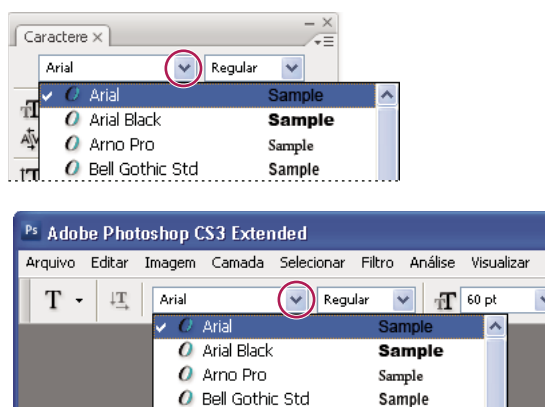 Caractere ×
Arial Regular
Arial Sample
Arial Black Sample
Arno Pro Sample
Bell Gothic Std Sample
Ps Adobe Photoshop CS3 Extended
Arquivo Editar Imagem Camada Selecionar Filtro Análise Visualizar
T Arial Regular 60 pt
Arial Sample
Arial Black Sample
Arno Pro Sample
Bell Gothic Std Sample